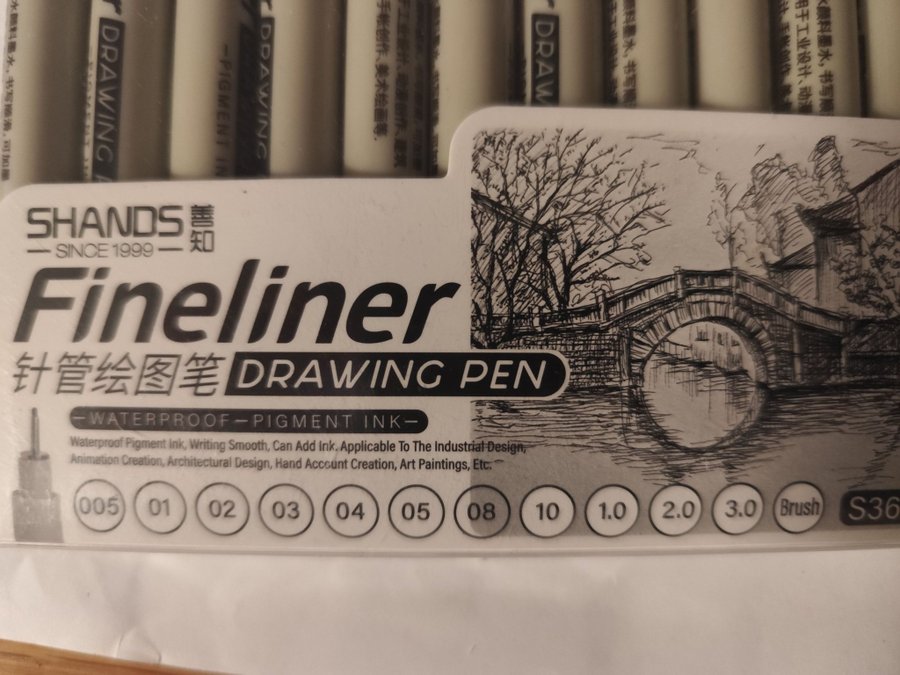 DRAWING
-PIGMENT IN
DRAWING
DRAWI
SHANDS 善知
SINCE 1999
Fineliner
针管绘图笔 DRAWING PEN
WATERPROOF-PIGMENT INK
Waterproof Pigment Ink, Writing Smooth, Can Add Ink. Applicable To The Industrial Design,
Animation Creation, Architectural Design, Hand Account Creation, Art Paintings, Etc.
005 01 02 03 04 05 08 10 1.0 2.0 3.0 Brush S36